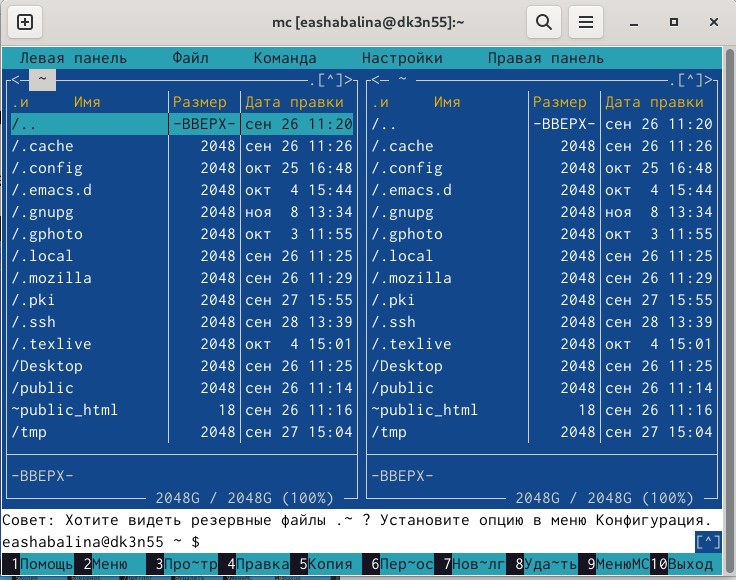 mc [eashabalina@dk3n55]:~
Левая панель Файл Команда Настройки Правая панель
<— ~ .[^]> <— ~ .[^]>
.и Имя Размер Дата правки .и Имя Размер Дата правки
/.. -ВВЕРХ- сен 26 11:20 /.. -ВВЕРХ- сен 26 11:20
/.cache 2048 сен 26 11:26 /.cache 2048 сен 26 11:26
/.config 2048 окт 25 16:48 /.config 2048 окт 25 16:48
/.emacs.d 2048 окт 4 15:44 /.emacs.d 2048 окт 4 15:44
/.gnupg 2048 ноя 8 13:34 /.gnupg 2048 ноя 8 13:34
/.gphoto 2048 окт 3 11:55 /.gphoto 2048 окт 3 11:55
/.local 2048 сен 26 11:25 /.local 2048 сен 26 11:25
/.mozilla 2048 сен 26 11:29 /.mozilla 2048 сен 26 11:29
/.pki 2048 сен 27 15:55 /.pki 2048 сен 27 15:55
/.ssh 2048 сен 28 13:39 /.ssh 2048 сен 28 13:39
/.texlive 2048 окт 4 15:01 /.texlive 2048 окт 4 15:01
/Desktop 2048 сен 26 11:25 /Desktop 2048 сен 26 11:25
/public 2048 сен 26 11:14 /public 2048 сен 26 11:14
~public_html 18 сен 26 11:16 ~public_html 18 сен 26 11:16
/tmp 2048 сен 27 15:04 /tmp 2048 сен 27 15:04
-ВВЕРХ- -ВВЕРХ-
2048G / 2048G (100%) 2048G / 2048G (100%)
Совет: Хотите видеть резервные файлы .~ ? Установите опцию в меню Конфигурация.
eashabalina@dk3n55 ~ $ [^]
1Помощь 2Меню 3Про~тр 4Правка 5Копия 6Пер~ос 7Нов~лг 8Уда~ть 9МенюMC 10Выход